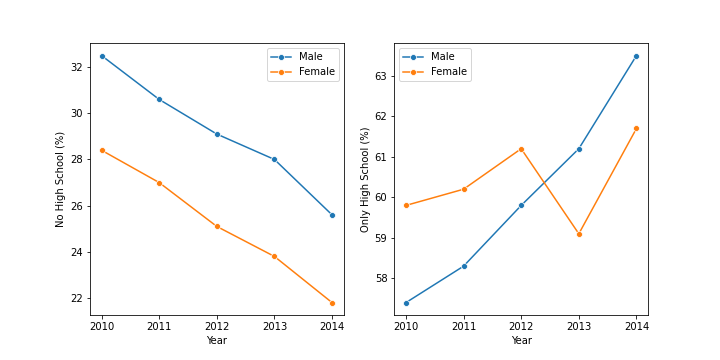 No High School (%)
32
30
28
26
24
22
Male
Female
2010
2011
2012
2013
2014
Year
Only High School (%)
63
62
61
60
59
58
Male
Female
2010
2011
2012
2013
2014
Year